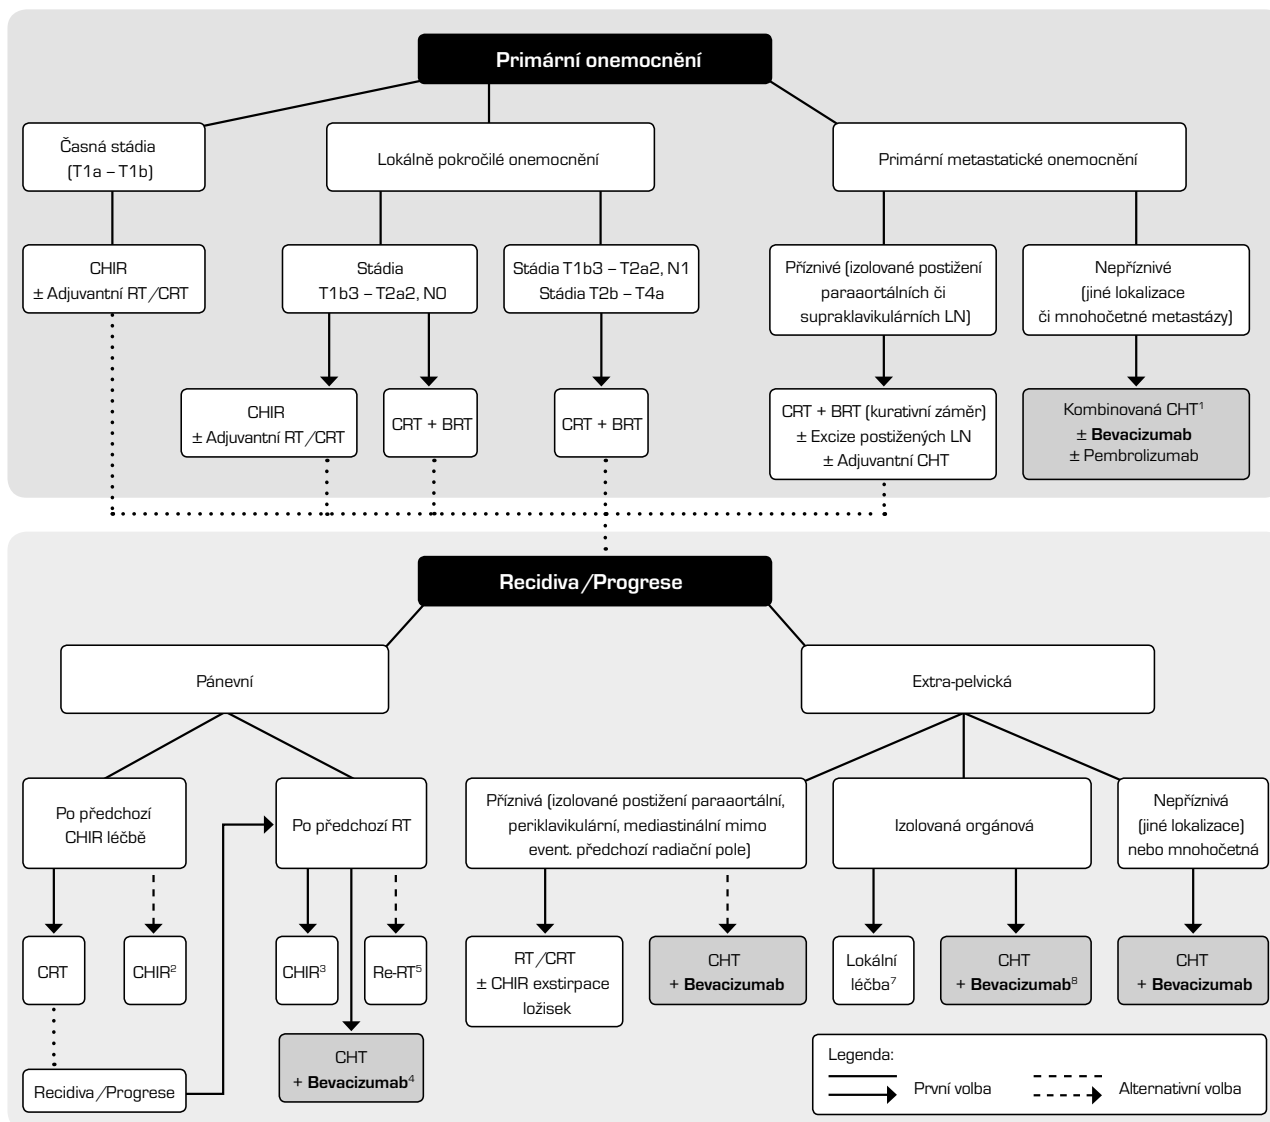 Primární onemocnění
Časná stádia
(T1a – T1b)
Lokálně pokročilé onemocnění
Primární metastatické onemocnění
CHIR
± Adjuvantní RT/CRT
Stádia
T1b3 – T2a2, N0
Stádia T1b3 – T2a2, N1
Stádia T2b – T4a
Příznivé (izolované postižení
paraaortálních či
supraklavikulárních LN)
Nepříznivé
(jiné lokalizace
či mnohočetné metastázy)
CHIR
± Adjuvantní RT/CRT
CRT + BRT
CRT + BRT
CRT + BRT (kurativní záměr)
± Excize postižených LN
± Adjuvantní CHT
Kombinovaná CHT¹
± Bevacizumab
± Pembrolizumab
Recidiva/Progrese
Pánevní
Extra-pelvická
Po předchozí
CHIR léčbě
Po předchozí RT
Příznivá (izolované postižení paraaortální,
periklavikulární, mediastinální mimo
event. předchozí radiační pole)
Izolovaná orgánová
Nepříznivá
(jiné lokalizace)
nebo mnohočetná
CRT
CHIR²
CHIR³
Re-RT⁵
RT/CRT
± CHIR exstirpace
ložisek
CHT
+ Bevacizumab
Lokální
léčba⁷
CHT
+ Bevacizumab⁸
CHT
+ Bevacizumab
Recidiva/Progrese
CHT
+ Bevacizumab⁴
Legenda:
První volba
Alternativní volba